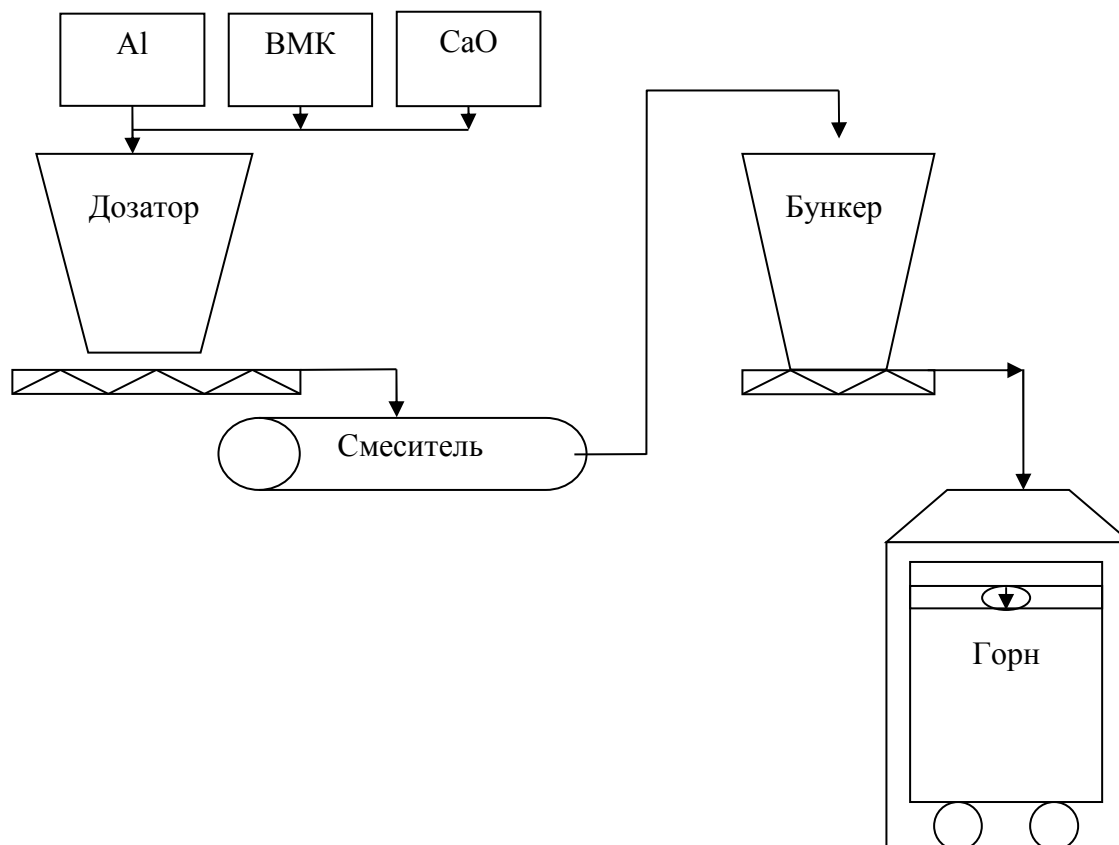 Al
ВМК
CaO
Дозатор
Бункер
Смеситель
Горн